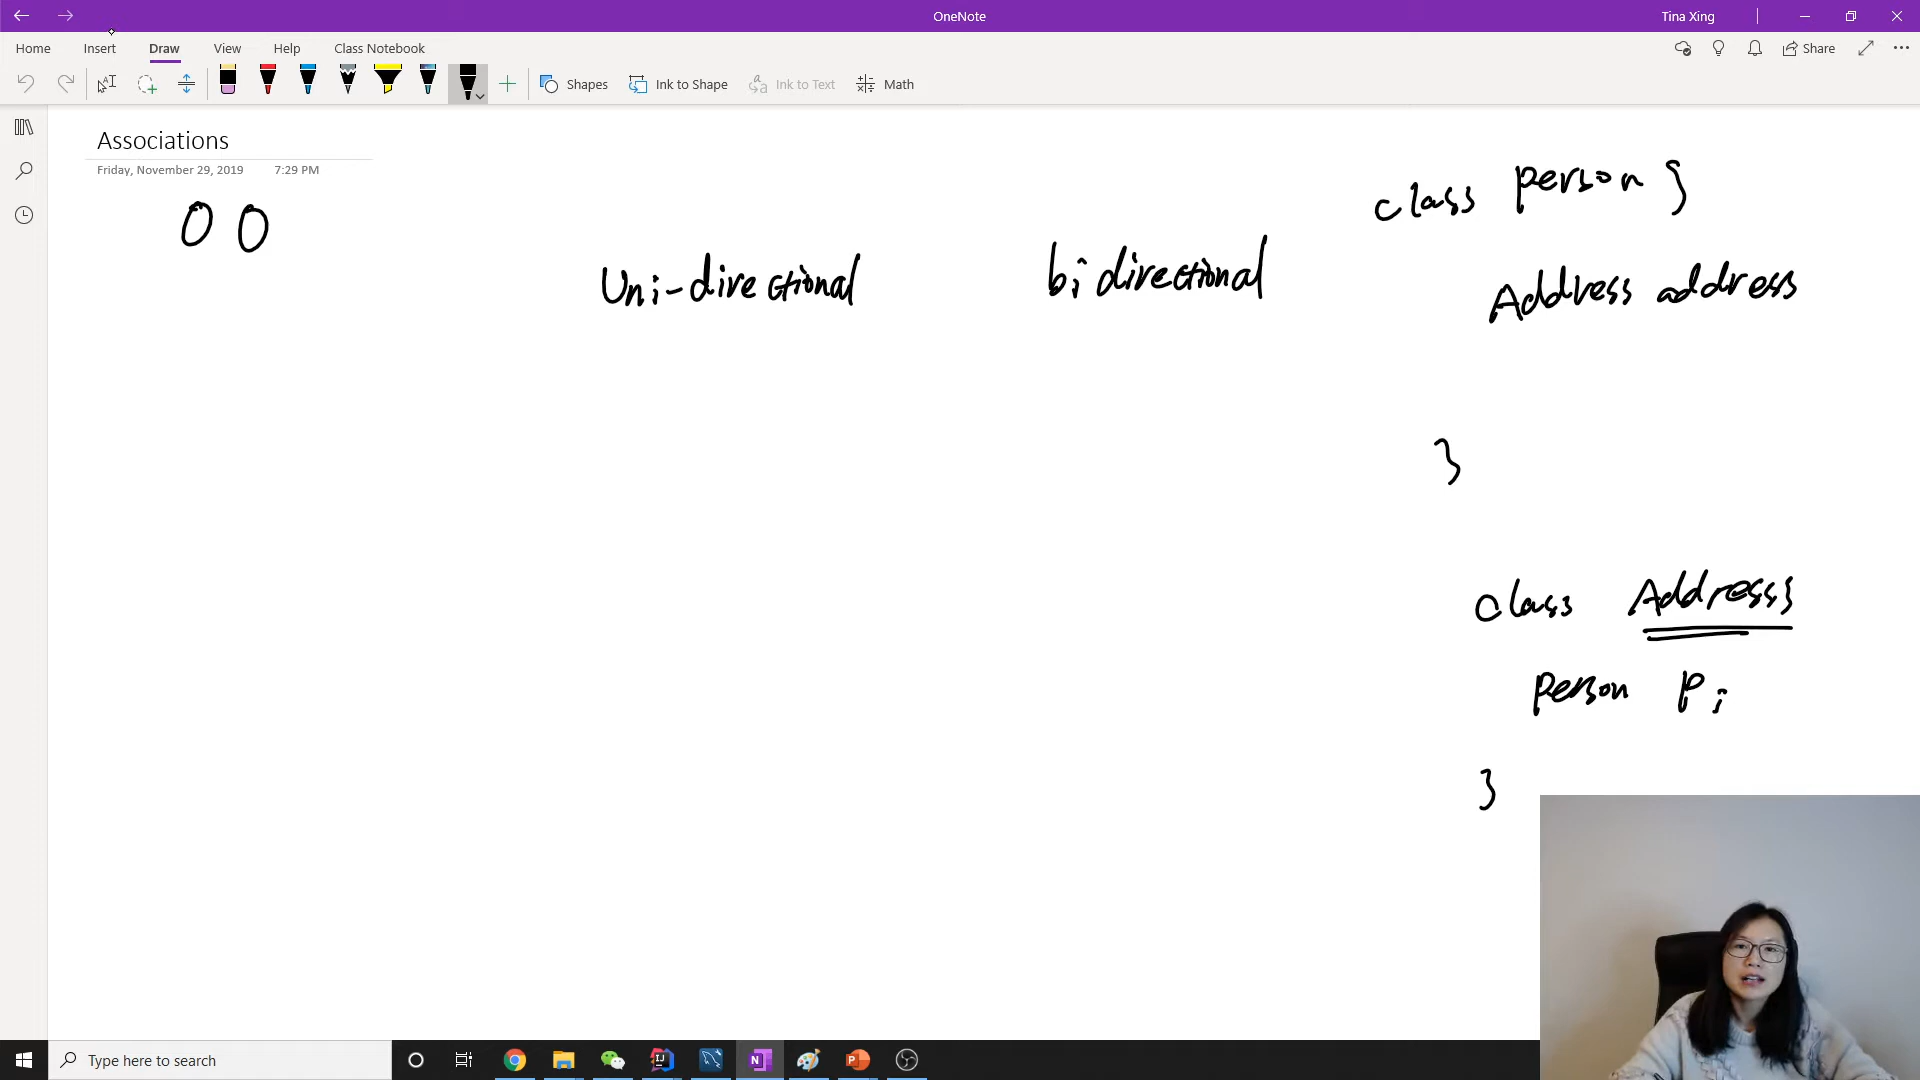 OneNote
Tina Xing
Home Insert Draw View Help Class Notebook
Share
Shapes Ink to Shape Ink to Text Math
Associations
Friday, November 29, 2019 7:29 PM
OO
Uni-directional
bidirectional
class person {
Address address
}
class Address {
person P;
}
Type here to search